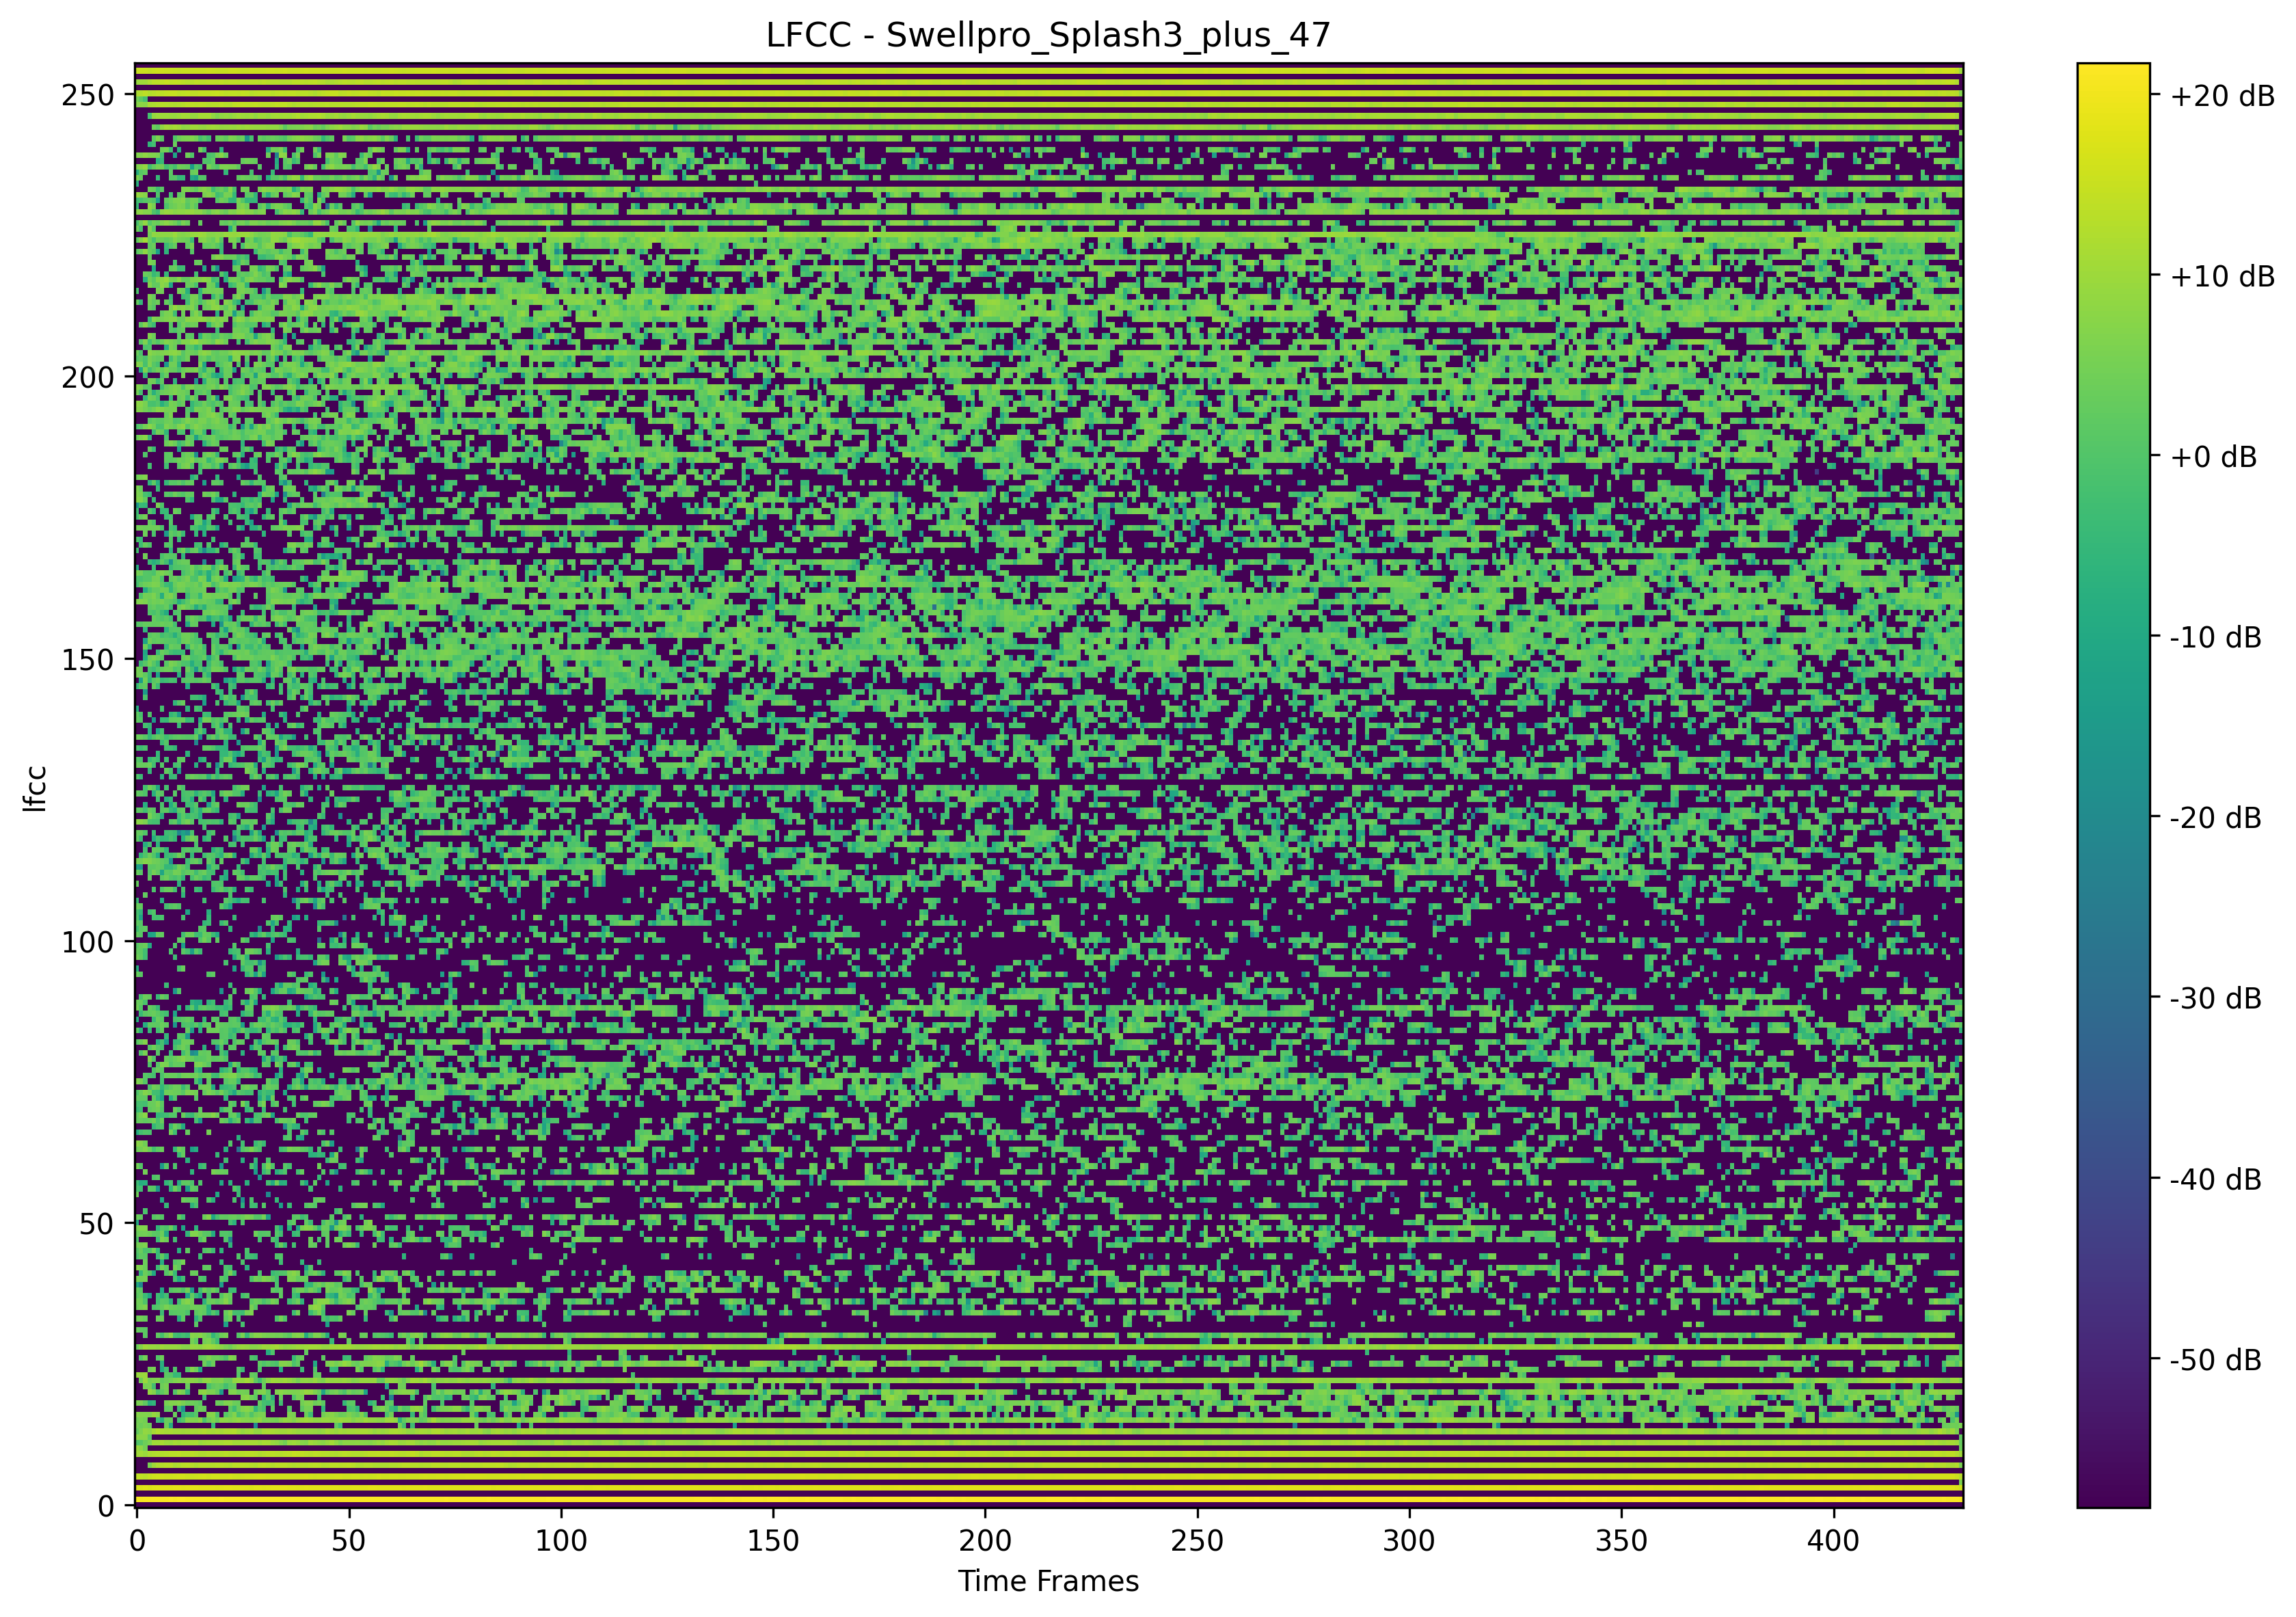 LFCC - Swellpro_Splash3_plus_47
250
200
150
100
50
0
lfcc
0 50 100 150 200 250 300 350 400
Time Frames
+20 dB
+10 dB
+0 dB
-10 dB
-20 dB
-30 dB
-40 dB
-50 dB